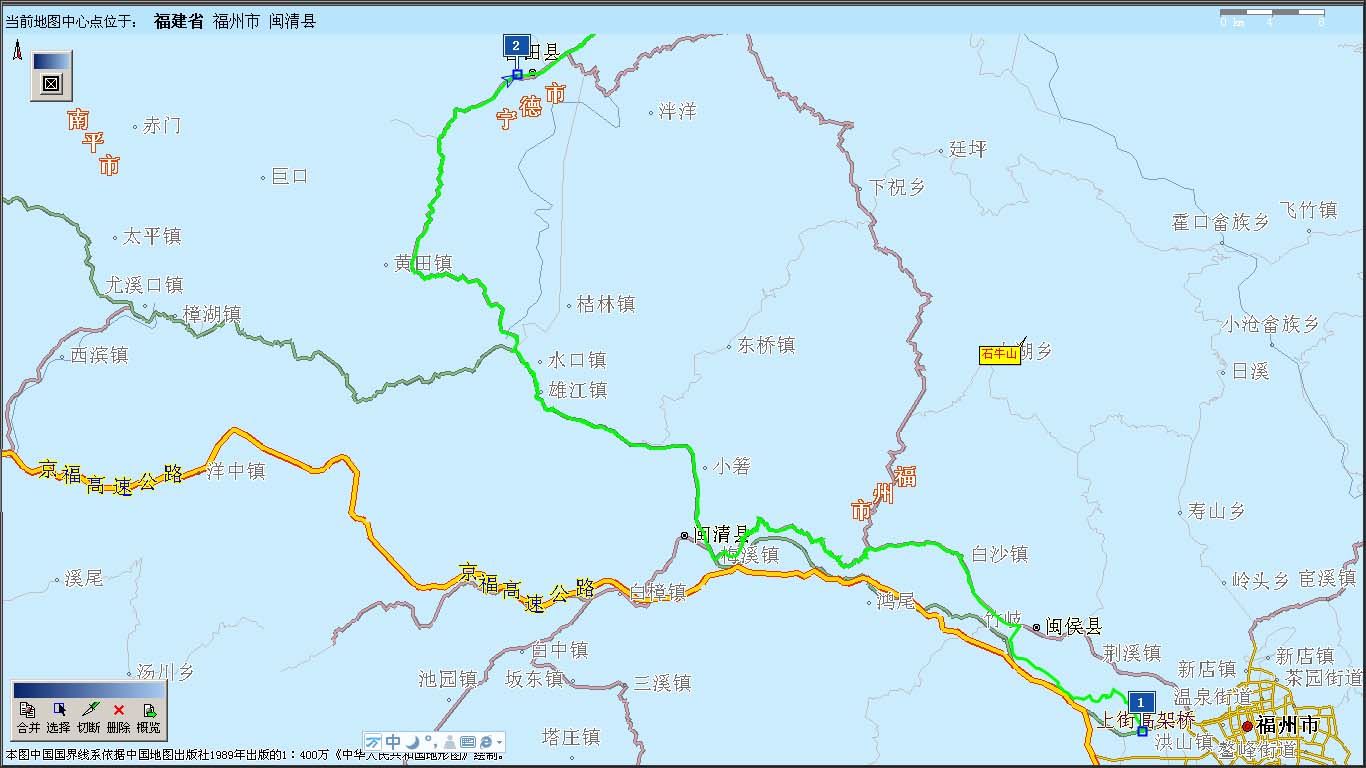 当前地图中心点位于： 福建省 福州市 闽清县
0 km 4 8
2
田县
宁德市
南平市
赤门
泮洋
巨口
廷坪
下祝乡
飞竹镇
霍口畲族乡
太平镇
黄田镇
尤溪口镇
樟湖镇
桔林镇
小沧畲族乡
西滨镇
水口镇
东桥镇
石牛山
湖乡
日溪
雄江镇
京福高速公路
洋中镇
小箬
福州市
寿山乡
闽清县
梅溪镇
白沙镇
溪尾
京福高速公路
白樟镇
鸿尾
岭头乡
宦溪镇
竹岐
闽侯县
白中镇
荆溪镇
新店镇
新店镇
汤川乡
池园镇
坂东镇
三溪镇
茶园街道
温泉街道
1
上街高架桥
福州市
洪山镇
鳌峰街道
塔庄镇
合并 选择 切断 删除 概览
中
本图中国国界线系依据中国地图出版社1989年出版的1：400万《中华人民共和国地形图》绘制。